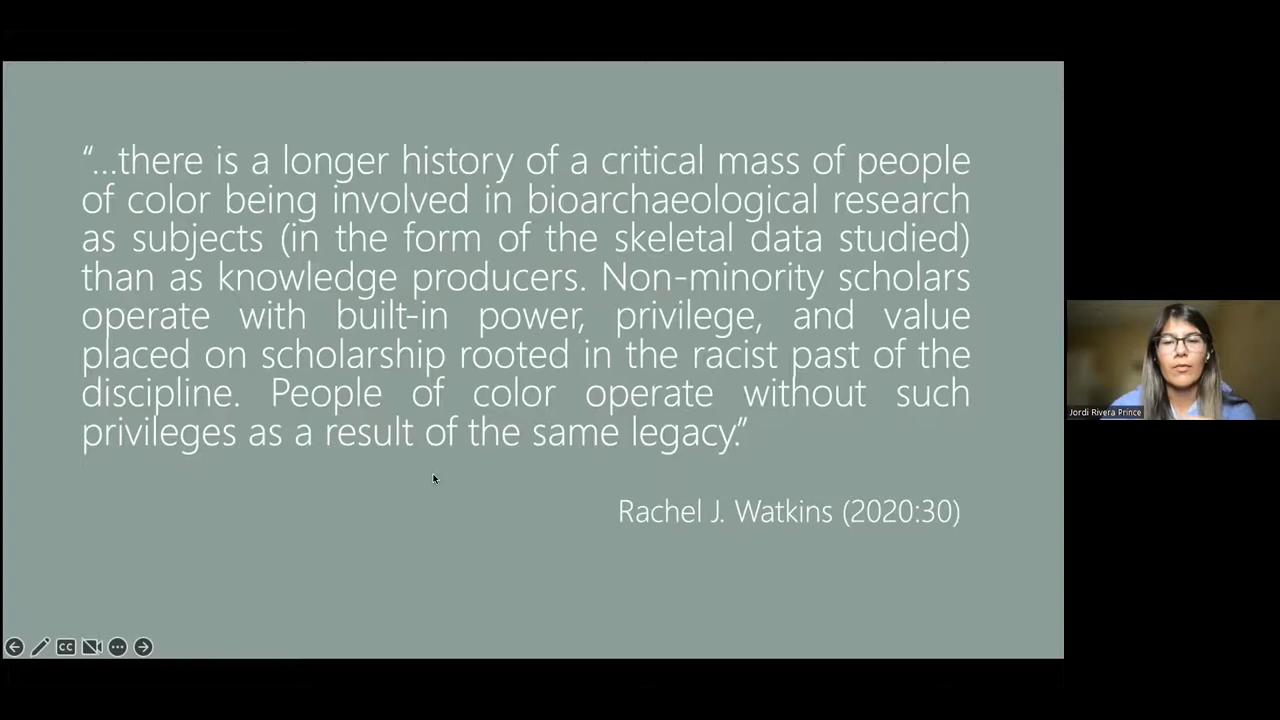 “...there is a longer history of a critical mass of people
of color being involved in bioarchaeological research
as subjects (in the form of the skeletal data studied)
than as knowledge producers. Non-minority scholars
operate with built-in power, privilege, and value
placed on scholarship rooted in the racist past of the
discipline. People of color operate without such
privileges as a result of the same legacy.”
Rachel J. Watkins (2020:30)
Jordi Rivera Prince
CC